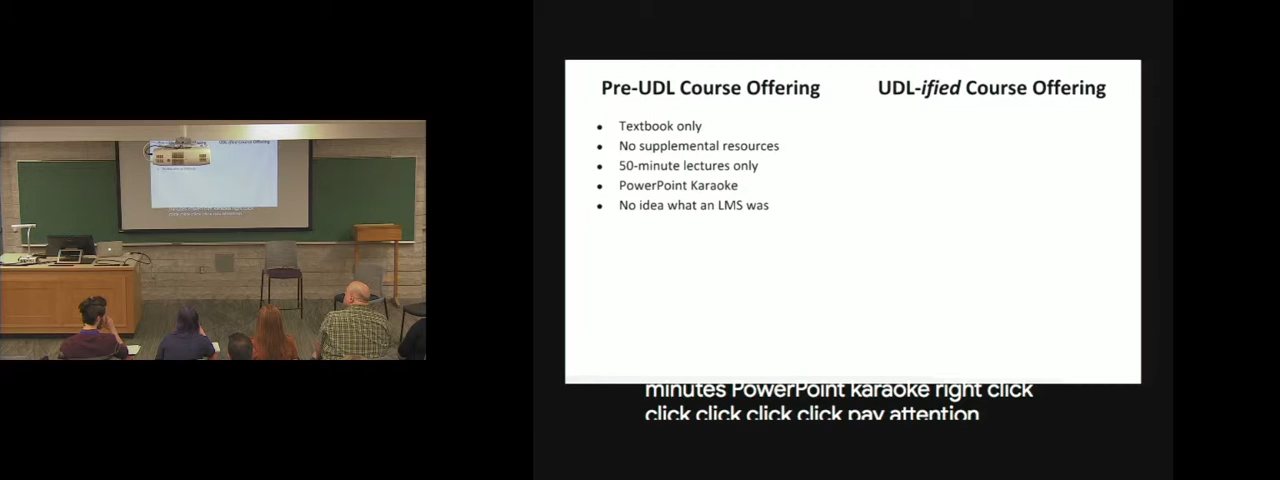 Pre-UDL Course Offering
UDL-ified Course Offering
Textbook only
No supplemental resources
50-minute lectures only
PowerPoint Karaoke
No idea what an LMS was
minutes PowerPoint karaoke right click
click click click click pay attention